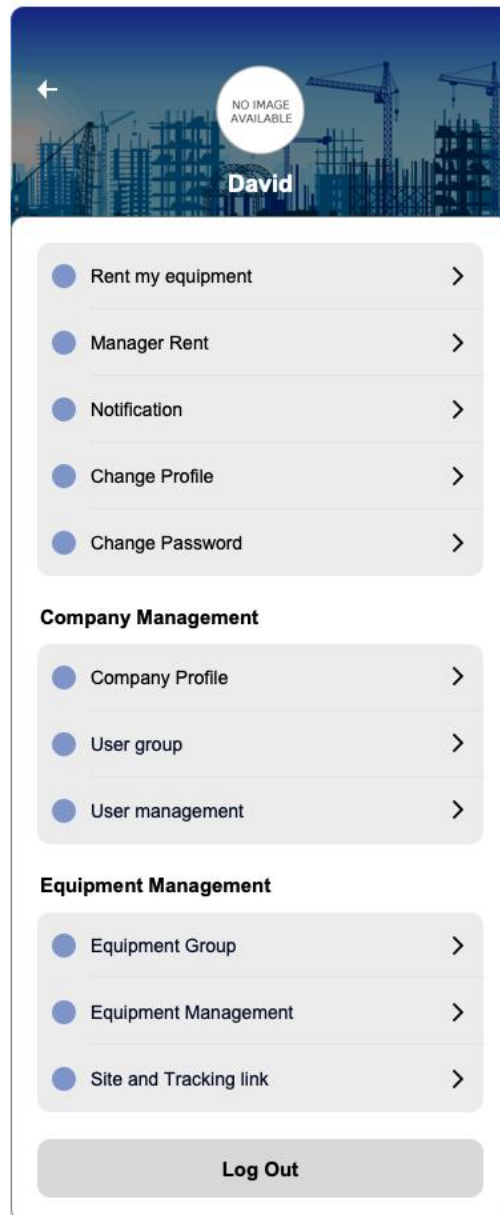 NO IMAGE
AVAILABLE
David
Rent my equipment
Manager Rent
Notification
Change Profile
Change Password
Company Management
Company Profile
User group
User management
Equipment Management
Equipment Group
Equipment Management
Site and Tracking link
Log Out